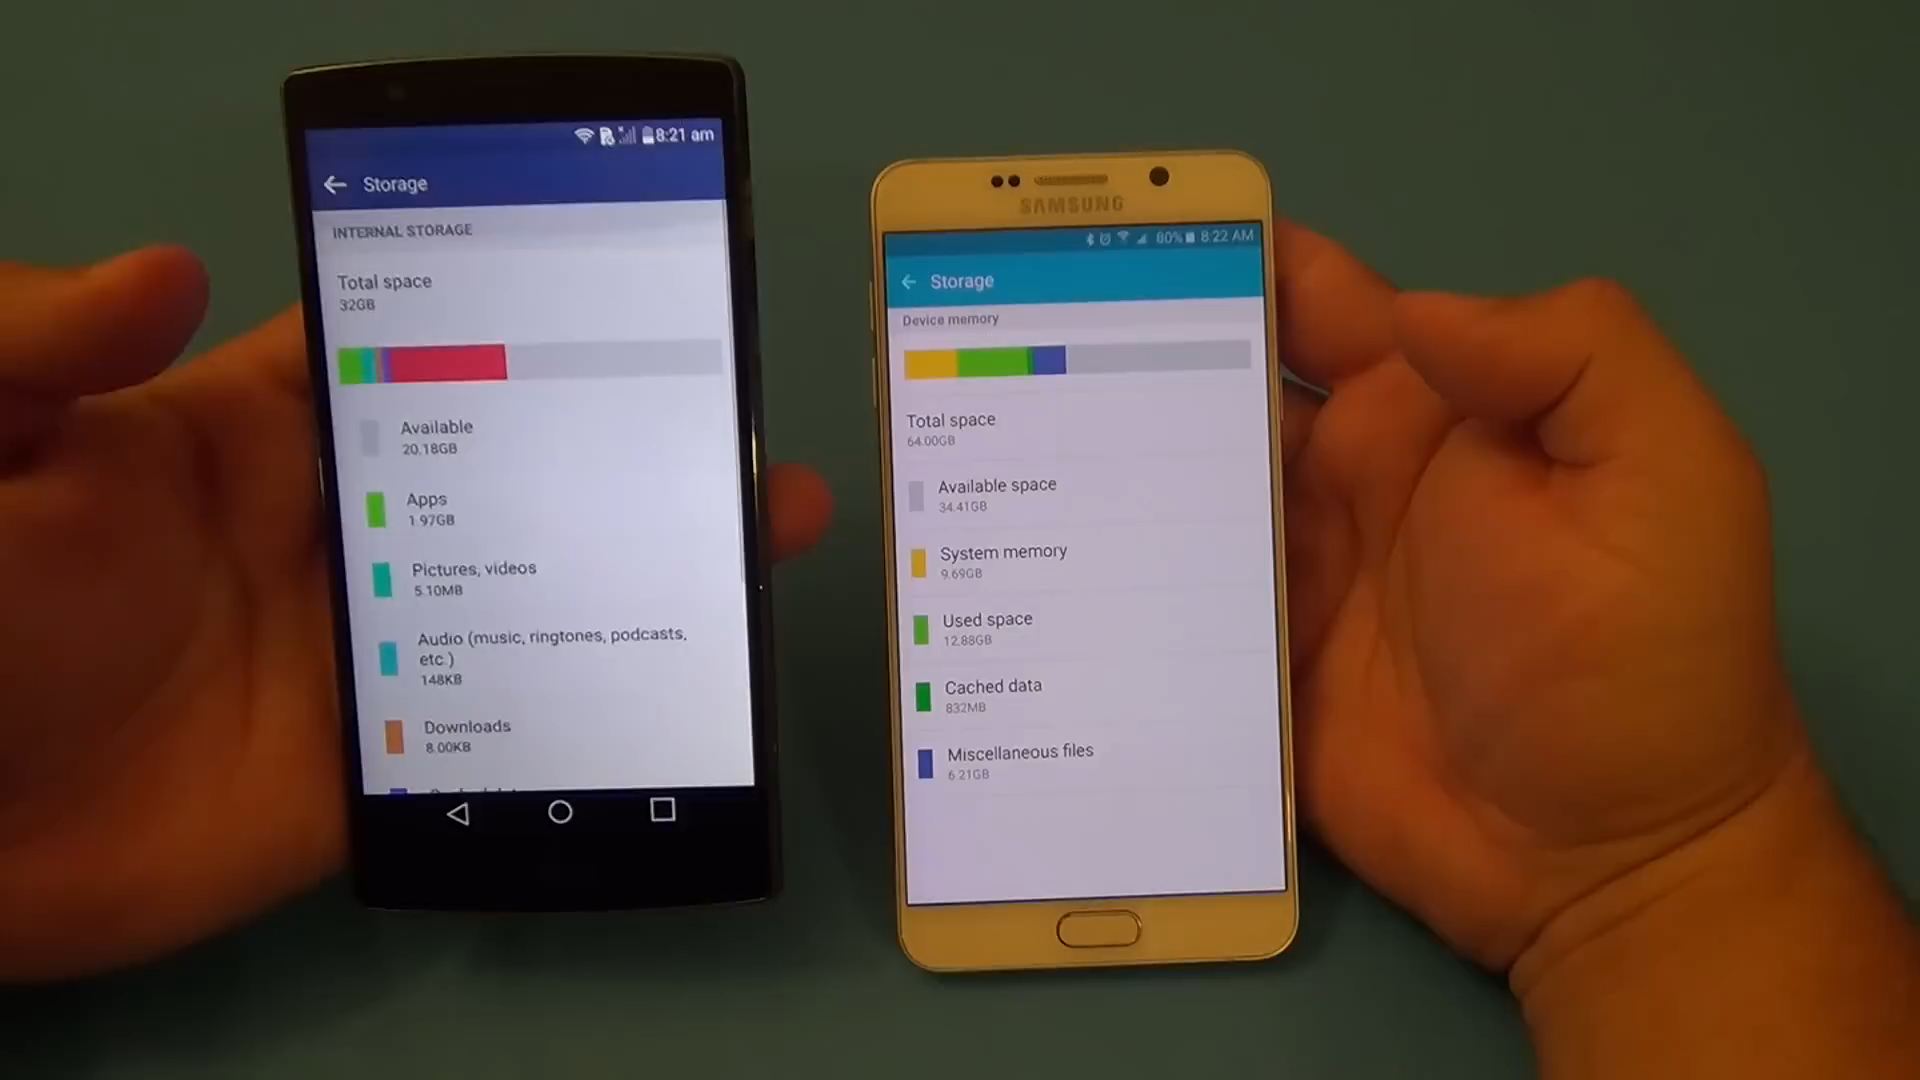 8:21 am
Storage
INTERNAL STORAGE
Total space
32GB
Available
20.18GB
Apps
1.97GB
Pictures, videos
5.10MB
Audio (music, ringtones, podcasts,
etc.)
148KB
Downloads
8.00KB
SAMSUNG
80% 8:22 AM
Storage
Device memory
Total space
64.00GB
Available space
34.41GB
System memory
9.69GB
Used space
12.88GB
Cached data
832MB
Miscellaneous files
6.21GB